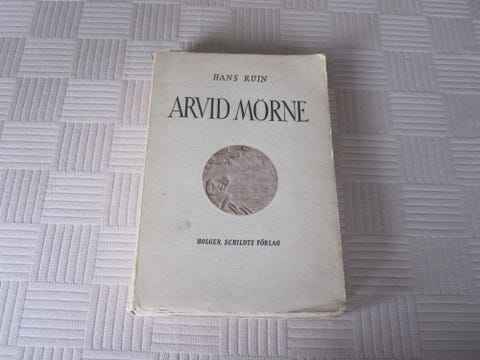 HANS RUIN
ARVID MÖRNE
HOLGER SCHILDTS FÖRLAG